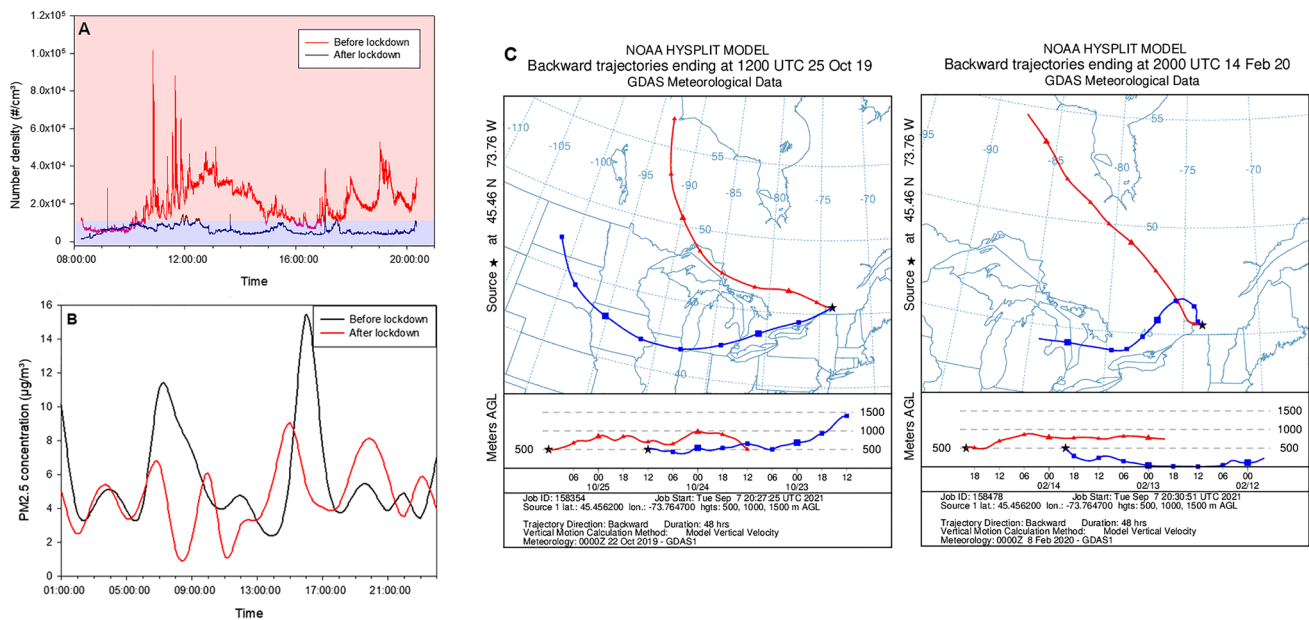 A
Before lockdown
After lockdown
1.2x10⁵
1.0x10⁵
8.0x10⁴
6.0x10⁴
4.0x10⁴
2.0x10⁴
0
Number density (#/cm³)
08:00:00
12:00:00
16:00:00
20:00:00
Time
B
Before lockdown
After lockdown
16
14
12
10
8
6
4
2
0
PM2.5 concentration (µg/m³)
01:00:00
05:00:00
09:00:00
13:00:00
17:00:00
21:00:00
Time
C
NOAA HYSPLIT MODEL
Backward trajectories ending at 1200 UTC 25 Oct 19
GDAS Meteorological Data
Source ★ at 45.46 N 73.76 W
-110
-105
-100
-95
-90
-85
-80
-75
-70
55
50
45
40
Meters AGL
1500
1000
500
500
06 00 18 12 06 00 18 12 06 00 18 12
10/25 10/24 10/23
Job ID: 158354 Job Start: Tue Sep 7 20:27:25 UTC 2021
Source 1 lat.: 45.456200 lon.: -73.764700 hgts: 500, 1000, 1500 m AGL
Trajectory Direction: Backward Duration: 48 hrs
Vertical Motion Calculation Method: Model Vertical Velocity
Meteorology: 0000Z 22 Oct 2019 - GDAS1
NOAA HYSPLIT MODEL
Backward trajectories ending at 2000 UTC 14 Feb 20
GDAS Meteorological Data
Source ★ at 45.46 N 73.76 W
-95
-90
-85
-80
-75
-70
55
50
45
Meters AGL
1500
1000
500
500
18 12 06 00 18 12 06 00 18 12 06 00
02/14 02/13 02/12
Job ID: 158478 Job Start: Tue Sep 7 20:30:51 UTC 2021
Source 1 lat.: 45.456200 lon.: -73.764700 hgts: 500, 1000, 1500 m AGL
Trajectory Direction: Backward Duration: 48 hrs
Vertical Motion Calculation Method: Model Vertical Velocity
Meteorology: 0000Z 8 Feb 2020 - GDAS1